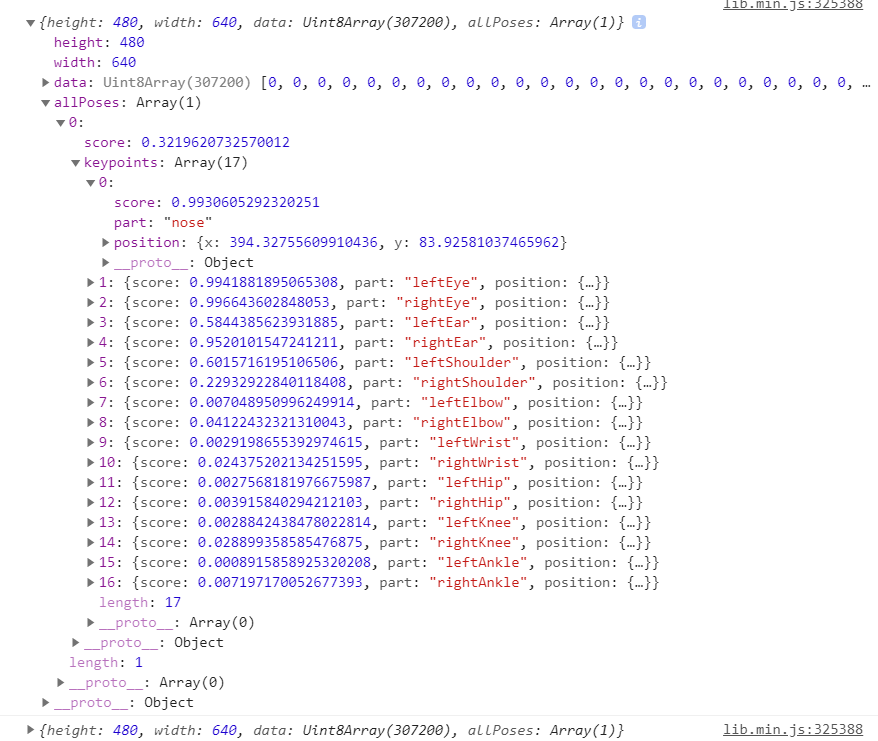 lib.min.js:325388
▼{height: 480, width: 640, data: Uint8Array(307200), allPoses: Array(1)} i
height: 480
width: 640
▶data: Uint8Array(307200) [0, 0, 0, 0, 0, 0, 0, 0, 0, 0, 0, 0, 0, 0, 0, 0, 0, 0, 0, 0, 0, 0, 0, 0, …
▼allPoses: Array(1)
▼0:
score: 0.3219620732570012
▼keypoints: Array(17)
▼0:
score: 0.9930605292320251
part: "nose"
▶position: {x: 394.32755609910436, y: 83.92581037465962}
▶__proto__: Object
▶1: {score: 0.9941881895065308, part: "leftEye", position: {…}}
▶2: {score: 0.996643602848053, part: "rightEye", position: {…}}
▶3: {score: 0.5844385623931885, part: "leftEar", position: {…}}
▶4: {score: 0.9520101547241211, part: "rightEar", position: {…}}
▶5: {score: 0.6015716195106506, part: "leftShoulder", position: {…}}
▶6: {score: 0.22932922840118408, part: "rightShoulder", position: {…}}
▶7: {score: 0.007048950996249914, part: "leftElbow", position: {…}}
▶8: {score: 0.04122432321310043, part: "rightElbow", position: {…}}
▶9: {score: 0.0029198655392974615, part: "leftWrist", position: {…}}
▶10: {score: 0.024375202134251595, part: "rightWrist", position: {…}}
▶11: {score: 0.0027568181976675987, part: "leftHip", position: {…}}
▶12: {score: 0.003915840294212103, part: "rightHip", position: {…}}
▶13: {score: 0.0028842438478022814, part: "leftKnee", position: {…}}
▶14: {score: 0.028899358585476875, part: "rightKnee", position: {…}}
▶15: {score: 0.0008915858925320208, part: "leftAnkle", position: {…}}
▶16: {score: 0.007197170052677393, part: "rightAnkle", position: {…}}
length: 17
▶__proto__: Array(0)
▶__proto__: Object
length: 1
▶__proto__: Array(0)
▶__proto__: Object
▶{height: 480, width: 640, data: Uint8Array(307200), allPoses: Array(1)} lib.min.js:325388